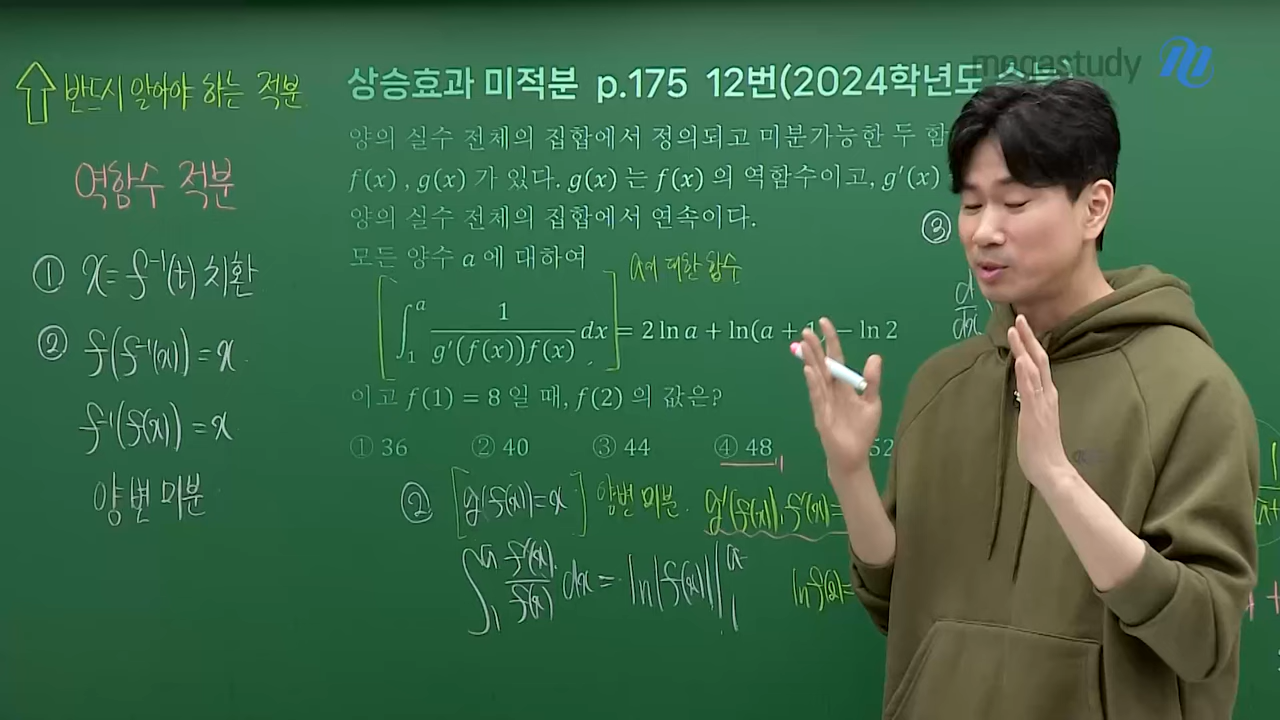 megastudy
반드시 알아야 하는 적분
역함수 적분
① x = f⁻¹(t) 치환
② f(f⁻¹(x)) = x.
f⁻¹(f(x)) = x
양변 미분
상승효과 미적분 p.175 12번(2024학년도
양의 실수 전체의 집합에서 정의되고 미분가능한 두 함
f(x), g(x) 가 있다. g(x) 는 f(x) 의 역함수이고, g′(x)
양의 실수 전체의 집합에서 연속이다.
모든 양수 a 에 대하여
a에 대한 함수
[∫₁ᵃ 1/(g′(f(x))f(x)) dx] = 2 ln a + ln(a + − ln 2
이고 f(1) = 8 일 때, f(2) 의 값은?
① 36 ② 40 ③ 44 ④ 48 52
② [g(f(x)) = x] 양변 미분. g′(f(x)).f′(x) =
∫₁ᵃ f′(x)/f(x) dx = ln|f(x)||₁ᵃ
ln f(2) =
③
d/dx